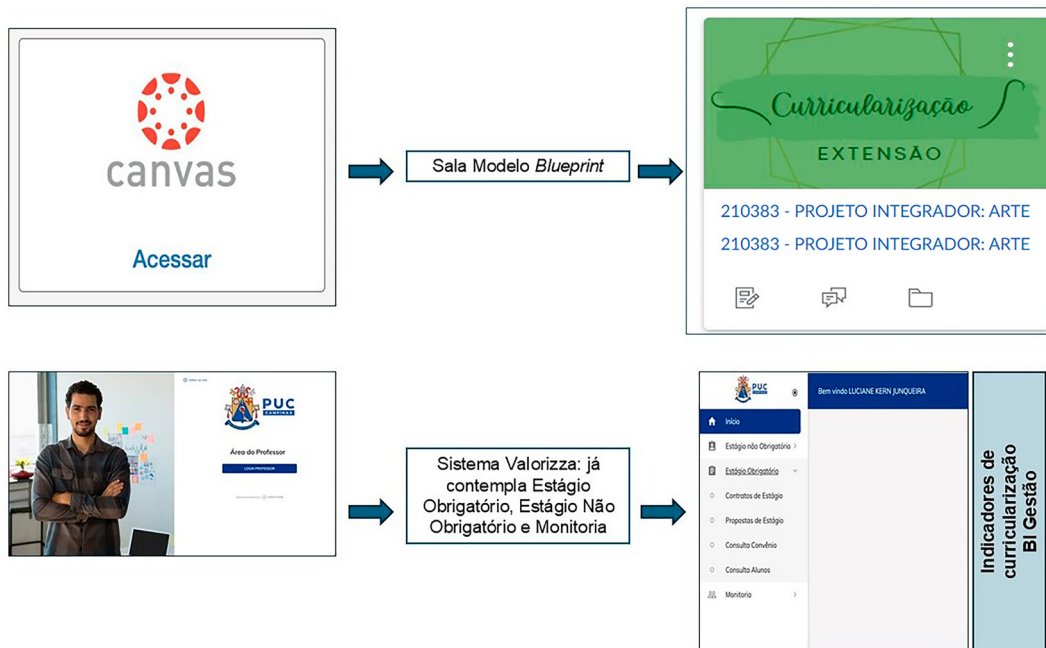 canvas
Acessar
Sala Modelo Blueprint
Curricularização
EXTENSÃO
210383 - PROJETO INTEGRADOR: ARTE
210383 - PROJETO INTEGRADOR: ARTE
PUC
CAMPINAS
Área do Professor
LOGIN PROFESSOR
Sistema Valorizza: já
contempla Estágio
Obrigatório, Estágio Não
Obrigatório e Monitoria
PUC
Bem vindo LUCIANE KERN JUNQUEIRA
Início
Estágio não Obrigatório
Estágio Obrigatório
Contratos de Estágio
Propostas de Estágio
Consulta Convênio
Consulta Alunos
Monitoria
Indicadores de
curricularização
BI Gestão